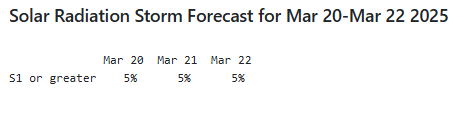 Solar Radiation Storm Forecast for Mar 20-Mar 22 2025
Mar 20 Mar 21 Mar 22
S1 or greater 5% 5% 5%